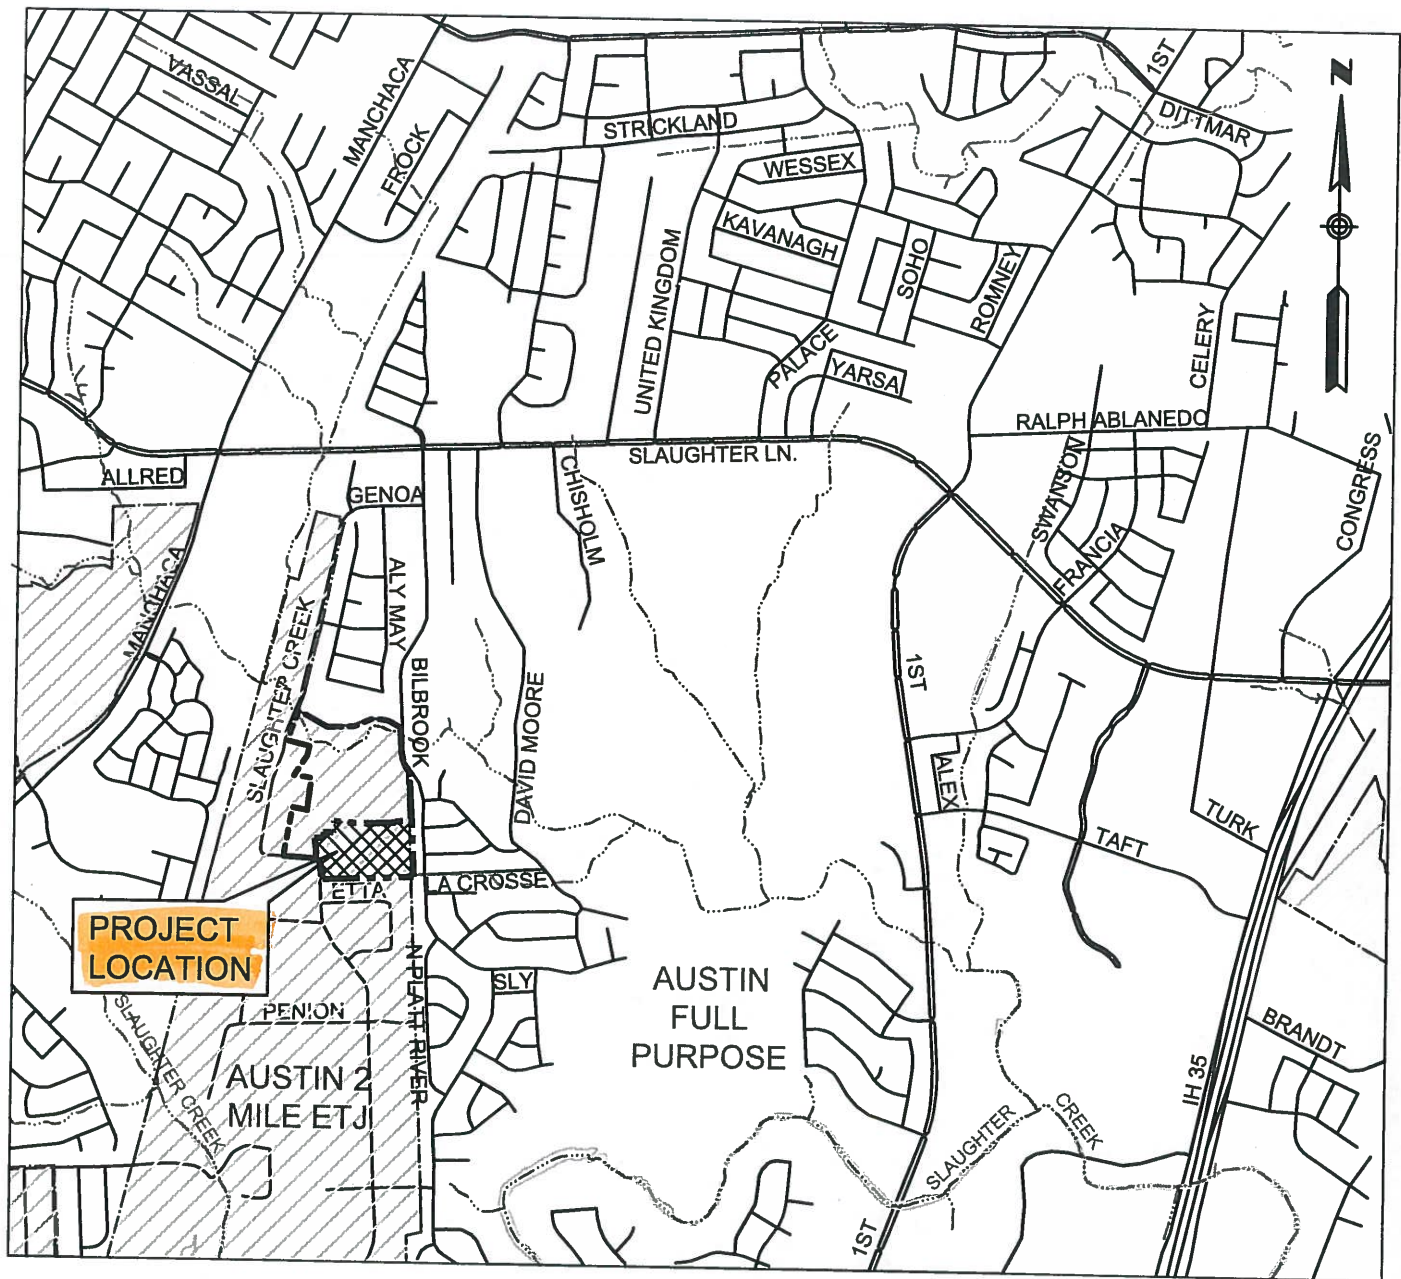 VASSAL
MANCHACA
FROCK
STRICKLAND
WESSEX
KAVANAGH
UNITED KINGDOM
SOHO
ROMNEY
PALACE
YARSA
1ST
DITTMAR
N
CELERY
RALPH ABLANEDO
CONGRESS
ALLRED
SLAUGHTER LN.
GENOA
CHISHOLM
SWANSON
FRANCIA
MANCHACA
ALY MAY
SLAUGHTER CREEK
BILBROOK
DAVID MOORE
1ST
ALEX
TAFT
TURK
ETTA
LA CROSSE
PROJECT
LOCATION
N PLATT RIVER
SLY
AUSTIN
FULL
PURPOSE
PENION
SLAUGHTER CREEK
AUSTIN 2
MILE ETJ
IH 35
BRANDT
SLAUGHTER
CREEK
1ST